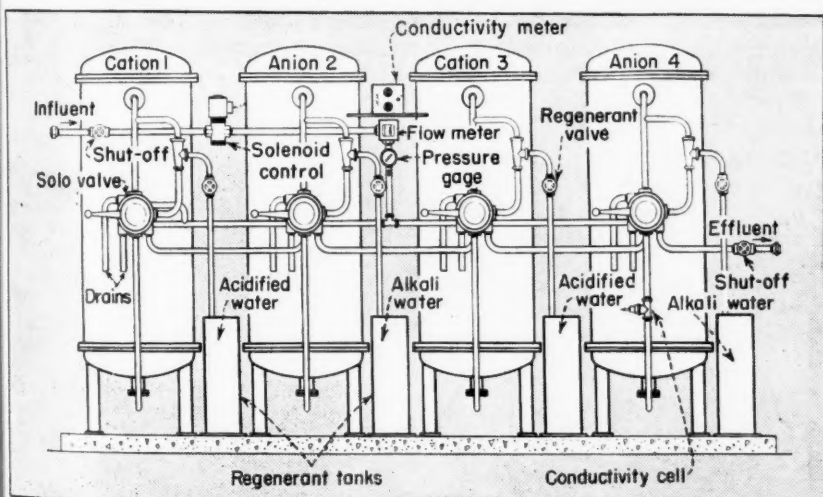 Conductivity meter
Cation 1
Anion 2
Cation 3
Anion 4
Influent
Shut-off
Solenoid
control
Flow meter
Pressure
gage
Regenerant
valve
Solo valve
Effluent
Shut-off
Drains
Acidified
water
Alkali
water
Acidified
water
Alkali
water
Regenerant tanks
Conductivity cell